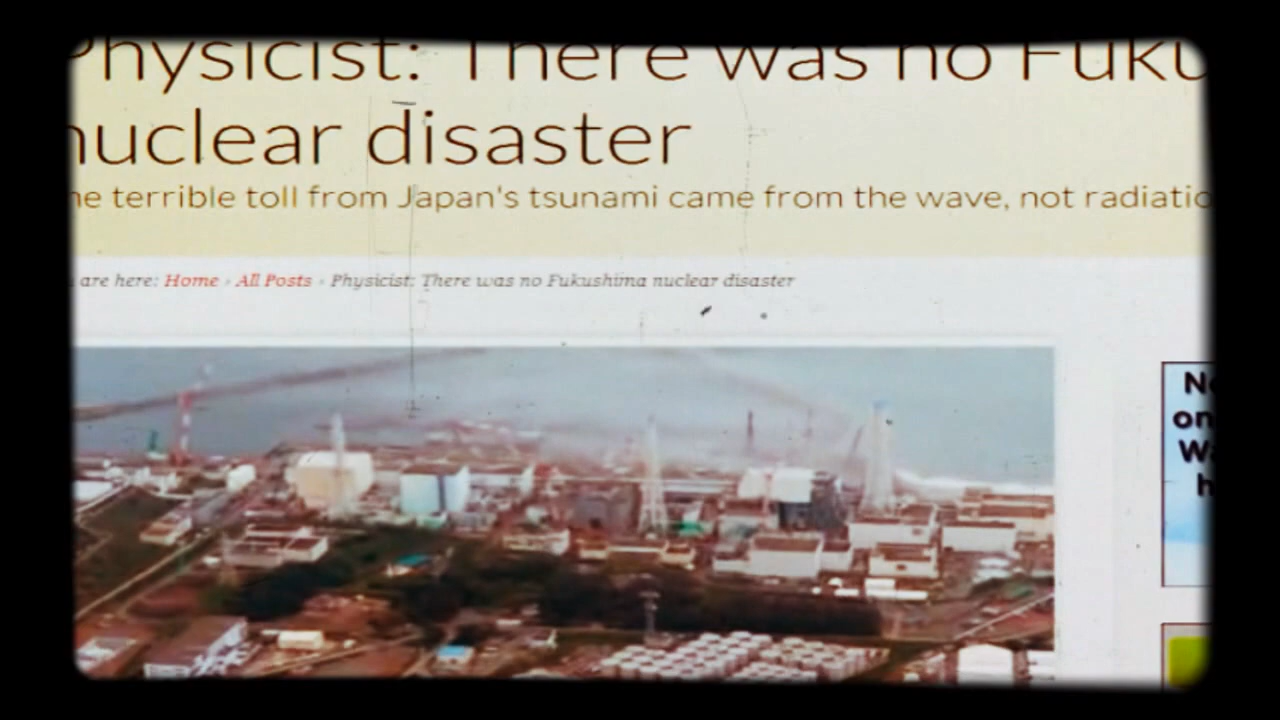 Physicist: There was no Fuku
nuclear disaster
he terrible toll from Japan's tsunami came from the wave, not radiatio
are here: Home › All Posts › Physicist: There was no Fukushima nuclear disaster
on